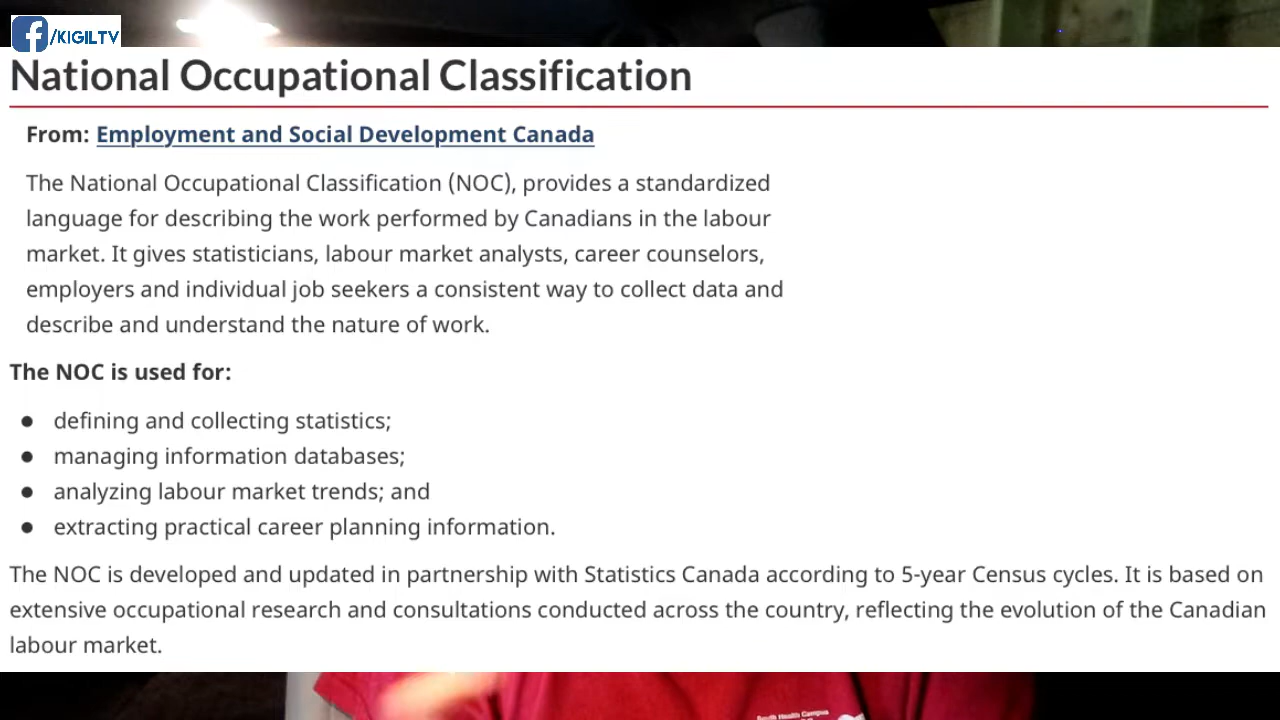 /KIGILTV
National Occupational Classification
From: Employment and Social Development Canada
The National Occupational Classification (NOC), provides a standardized
language for describing the work performed by Canadians in the labour
market. It gives statisticians, labour market analysts, career counselors,
employers and individual job seekers a consistent way to collect data and
describe and understand the nature of work.
The NOC is used for:
● defining and collecting statistics;
● managing information databases;
● analyzing labour market trends; and
● extracting practical career planning information.
The NOC is developed and updated in partnership with Statistics Canada according to 5-year Census cycles. It is based on
extensive occupational research and consultations conducted across the country, reflecting the evolution of the Canadian
labour market.
South Health Campus